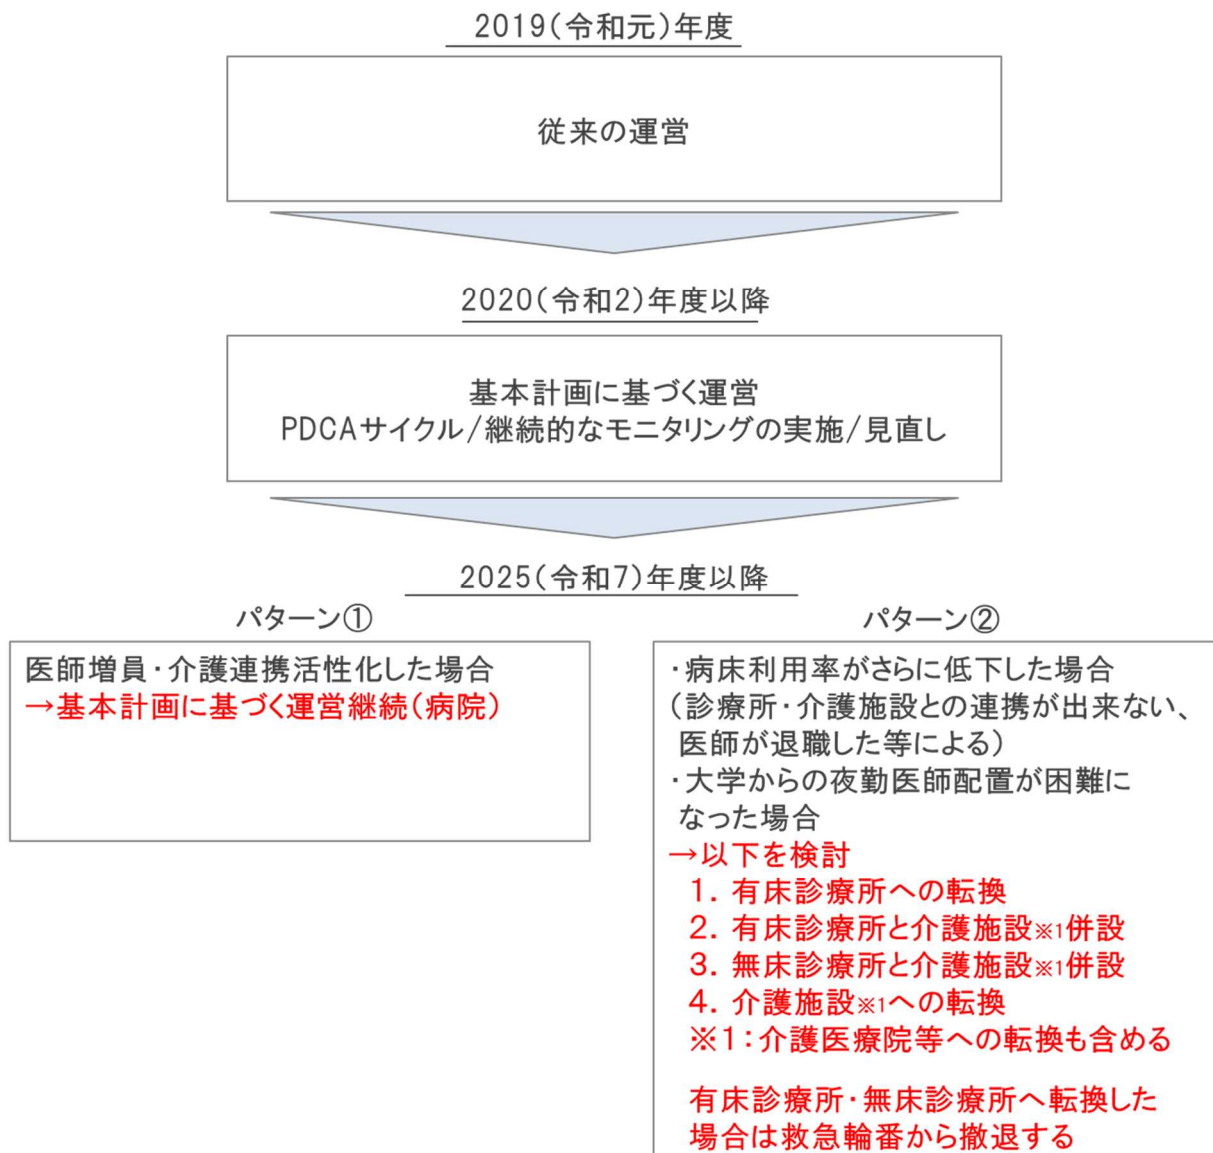 2019(令和元)年度
従来の運営
2020(令和2)年度以降
基本計画に基づく運営
PDCAサイクル/継続的なモニタリングの実施/見直し
2025(令和7)年度以降
パターン①
医師増員・介護連携活性化した場合
→基本計画に基づく運営継続(病院)
パターン②
・病床利用率がさらに低下した場合
(診療所・介護施設との連携が出来ない、
医師が退職した等による)
・大学からの夜勤医師配置が困難に
なった場合
→以下を検討
1. 有床診療所への転換
2. 有床診療所と介護施設※1併設
3. 無床診療所と介護施設※1併設
4. 介護施設※1への転換
※1:介護医療院等への転換も含める
有床診療所・無床診療所へ転換した
場合は救急輪番から撤退する